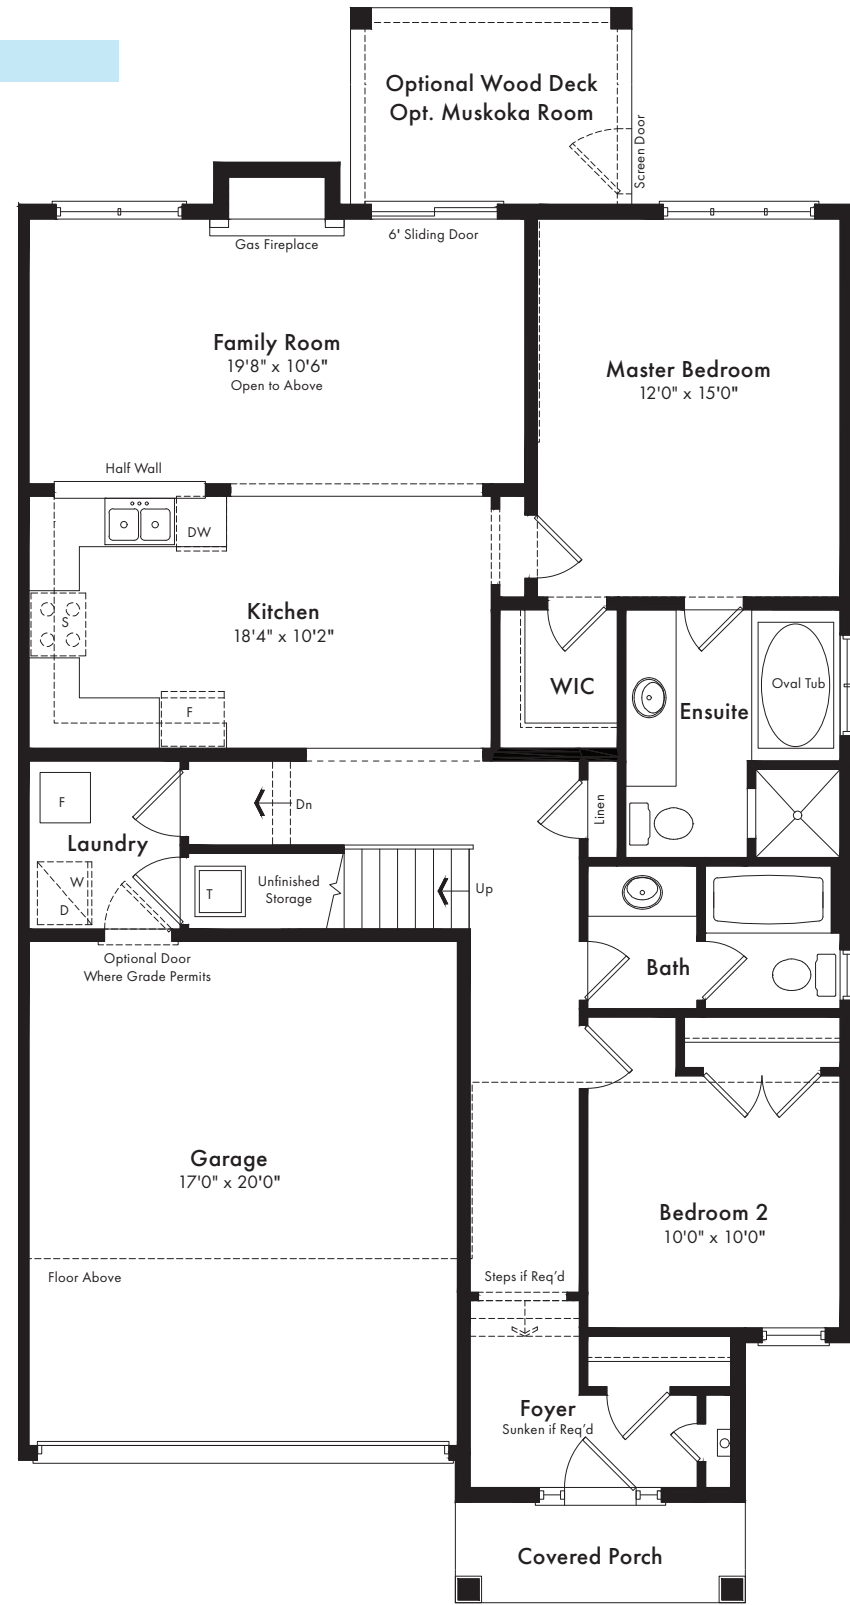 Optional Wood Deck
Opt. Muskoka Room
Screen Door
Gas Fireplace
6' Sliding Door
Family Room
19'8" x 10'6"
Open to Above
Master Bedroom
12'0" x 15'0"
Half Wall
DW
S
Kitchen
18'4" x 10'2"
F
WIC
Ensuite
Oval Tub
F
Dn
Linen
Laundry
W
D
T
Unfinished
Storage
Up
Optional Door
Where Grade Permits
Bath
Garage
17'0" x 20'0"
Bedroom 2
10'0" x 10'0"
Floor Above
Steps if Req'd
Foyer
Sunken if Req'd
Covered Porch